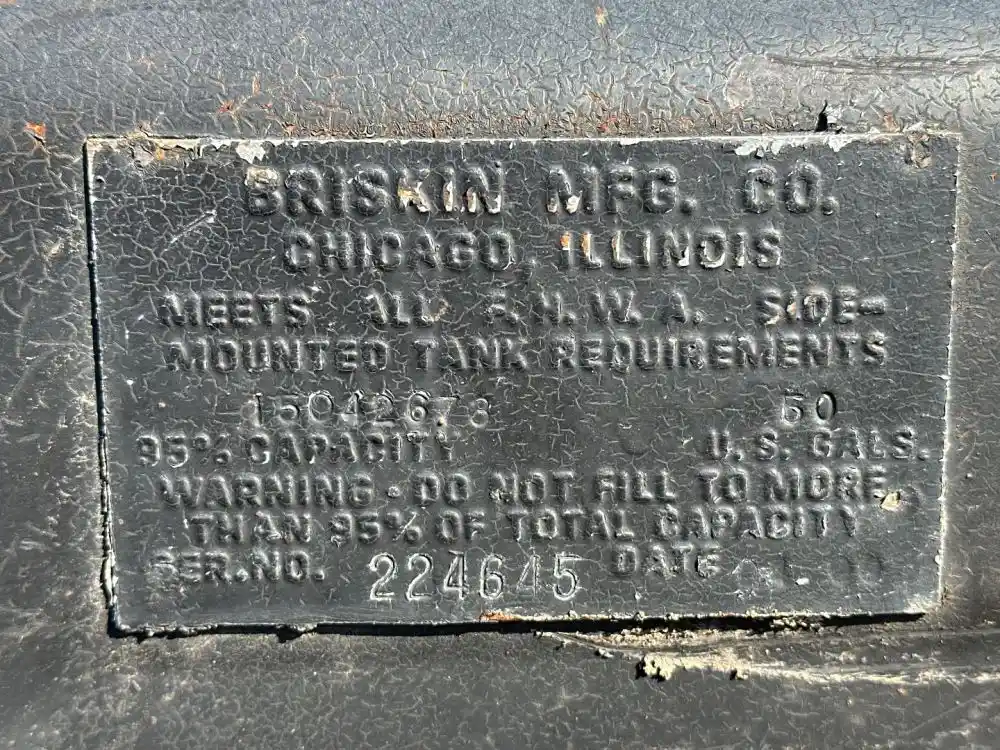 BRISKIN MFG. CO.
CHICAGO, ILLINOIS
MEETS ALL F. H. W. A. SIDE-
MOUNTED TANK REQUIREMENTS
15042678 50
95% CAPACITY U. S. GALS.
WARNING - DO NOT FILL TO MORE
THAN 95% OF TOTAL CAPACITY
SER. NO. 224645 DATE